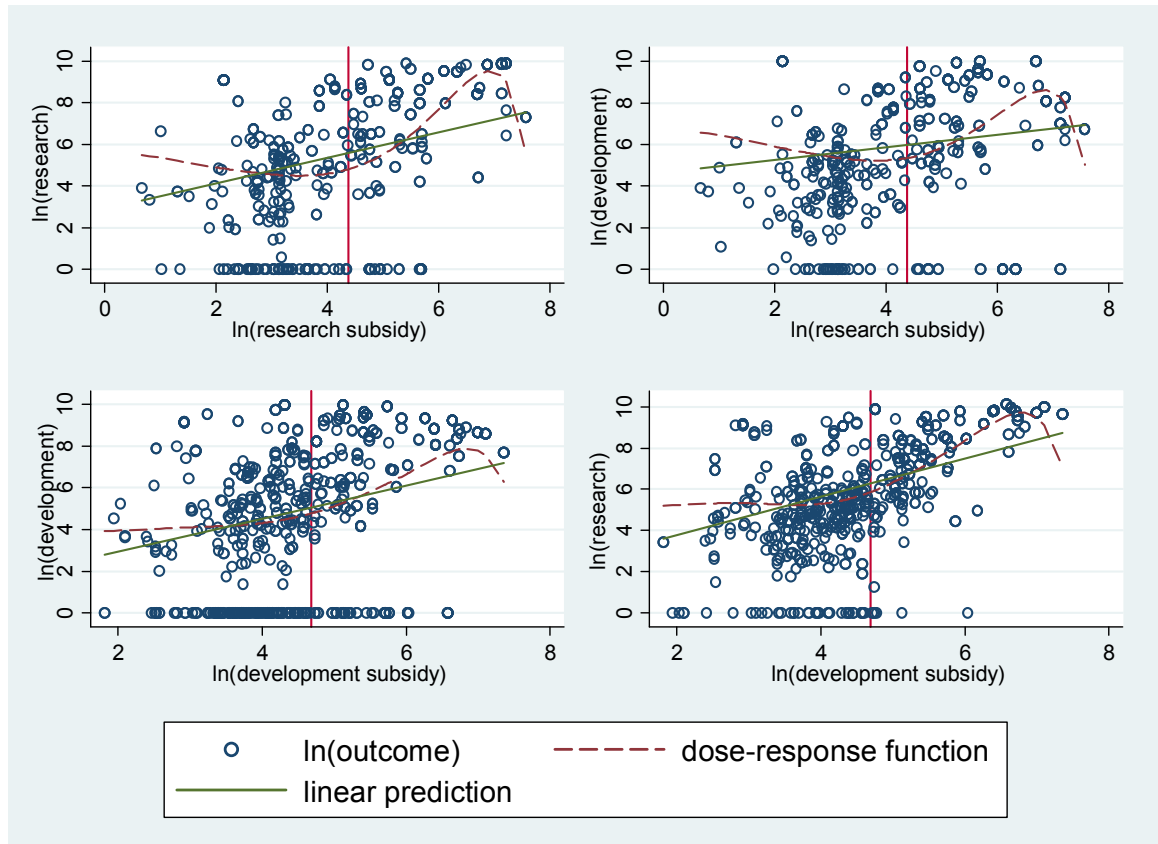 ln(research)
0 2 4 6 8 10
0 2 4 6 8
ln(research subsidy)
ln(development)
0 2 4 6 8 10
0 2 4 6 8
ln(research subsidy)
ln(development)
0 2 4 6 8 10
2 4 6 8
ln(development subsidy)
ln(research)
0 2 4 6 8 10
2 4 6 8
ln(development subsidy)
ln(outcome)
dose-response function
linear prediction